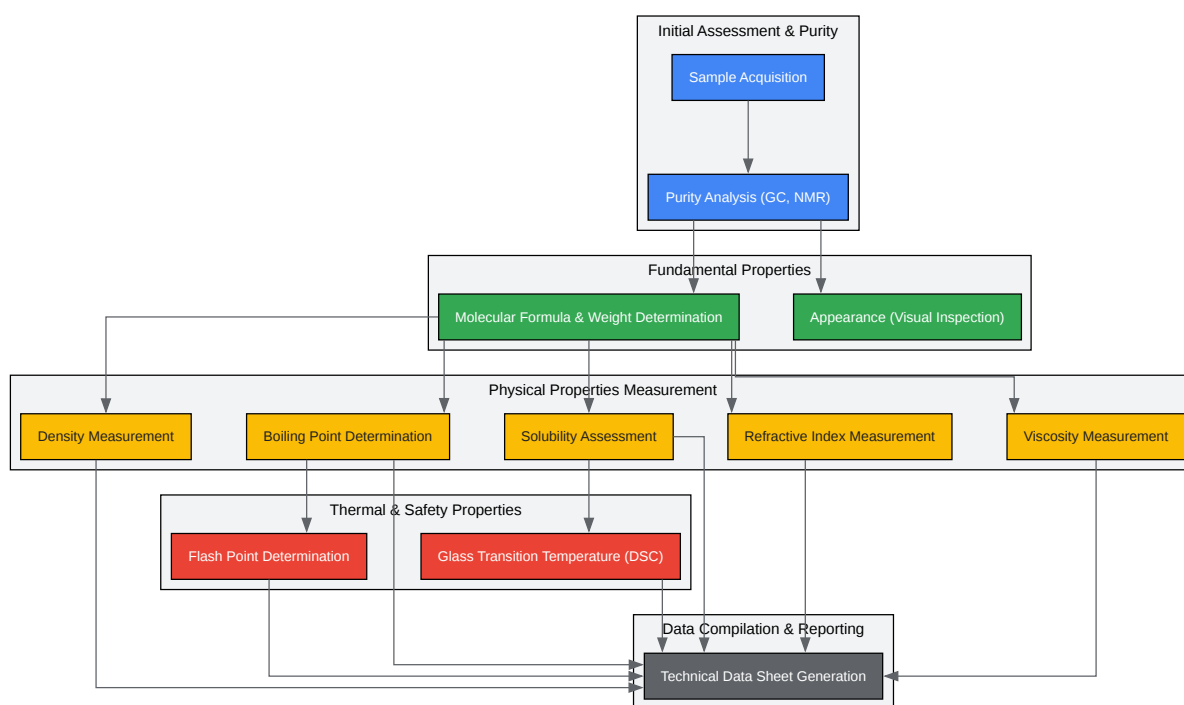 Initial Assessment & Purity
Sample Acquisition
Purity Analysis (GC, NMR)
Fundamental Properties
Molecular Formula & Weight Determination
Appearance (Visual Inspection)
Physical Properties Measurement
Density Measurement
Boiling Point Determination
Solubility Assessment
Refractive Index Measurement
Viscosity Measurement
Thermal & Safety Properties
Flash Point Determination
Glass Transition Temperature (DSC)
Data Compilation & Reporting
Technical Data Sheet Generation